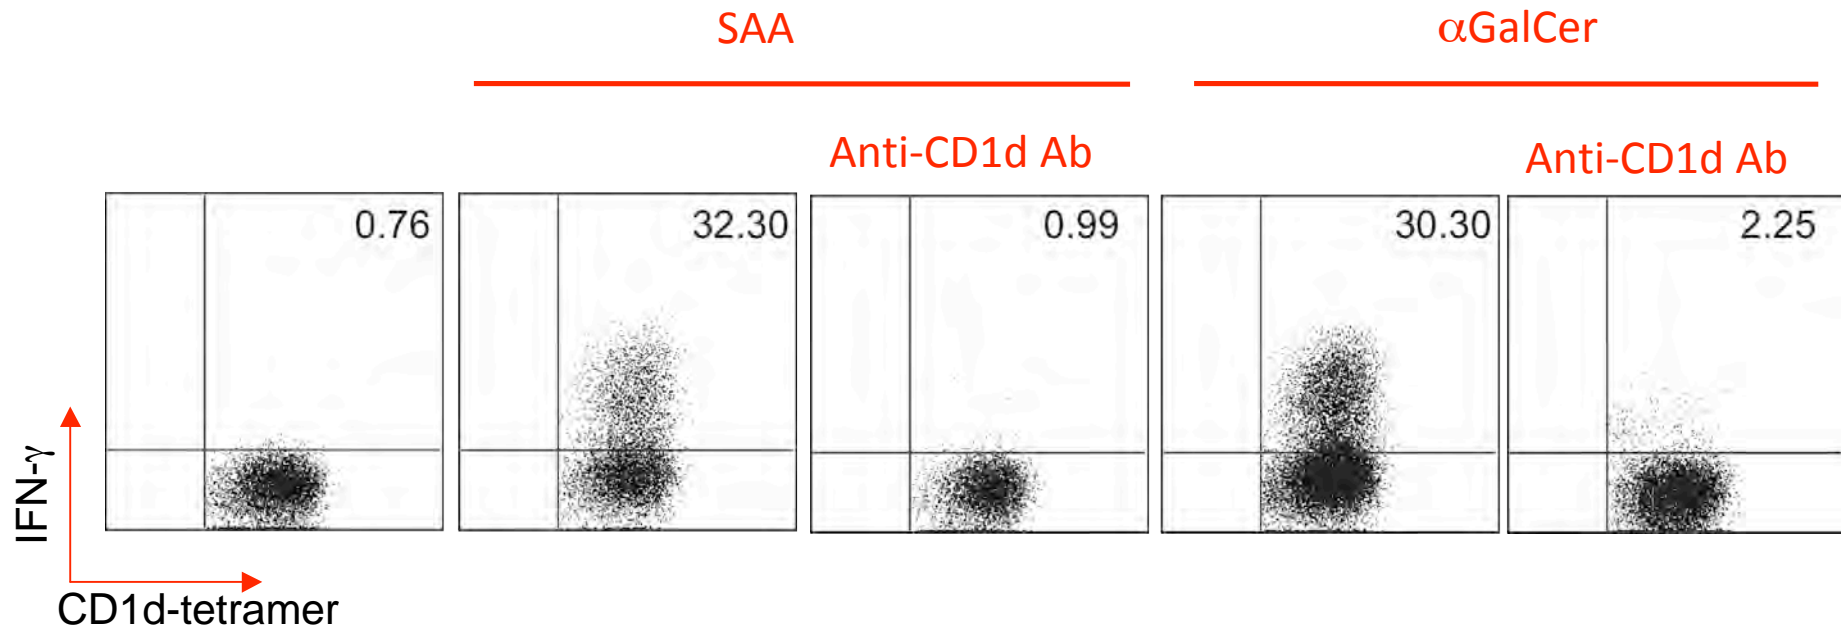 SAA
αGalCer
Anti-CD1d Ab
Anti-CD1d Ab
0.76
32.30
0.99
30.30
2.25
IFN-γ
CD1d-tetramer